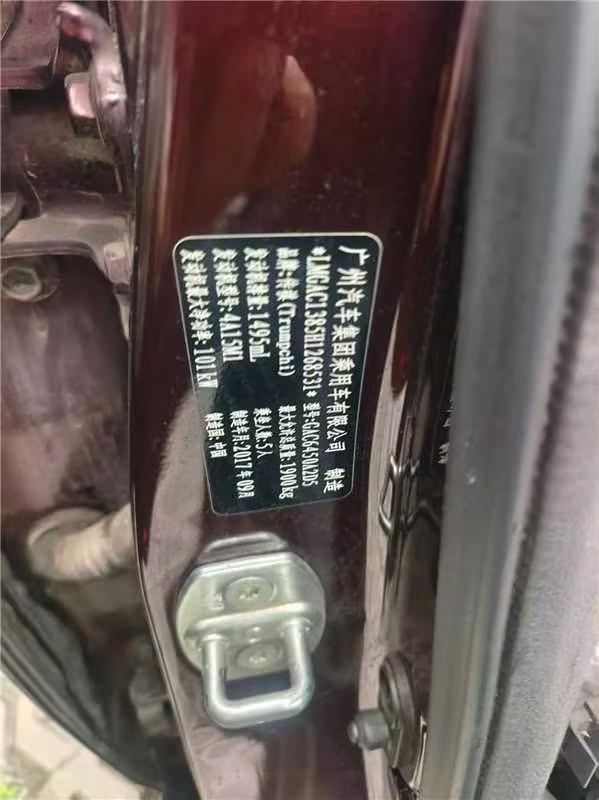 广州汽车集团乘用车有限公司 制造
*LMGAC1385H1268531* 型号:GAC6450A2D5
品牌:传祺(Trumpchi) 最大允许总质量:1900kg
发动机排量:1495ml 乘坐人数:5人
发动机型号:4A15M1 制造年月:2017年09月
发动机最大净功率:101kW 制造国:中国